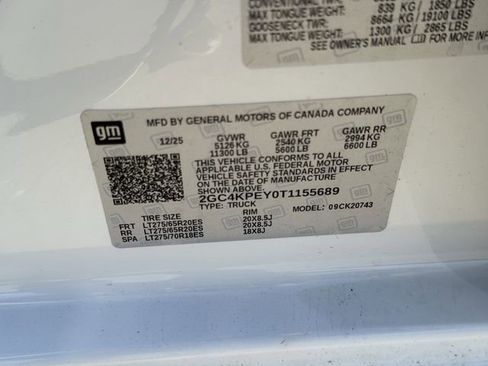 CONVENTIONAL TWR:
MAX TONGUE WGT: 839 KG / 1850 LBS
GOOSENECK TWR: 8664 KG / 19100 LBS
MAX TONGUE WGT: 1300 KG / 2865 LBS
SEE OWNER'S MANUAL FOR
gm
MFD BY GENERAL MOTORS OF CANADA COMPANY
12/25 GVWR GAWR FRT GAWR RR
5126 KG 2540 KG 2994 KG
11300 LB 5600 LB 6600 LB
THIS VEHICLE CONFORMS TO ALL
APPLICABLE U.S. FEDERAL MOTOR
VEHICLE SAFETY STANDARDS IN EFFECT
ON THE DATE OF MANUFACTURE SHOWN ABOVE
2GC4KPEY0T1155689
TYPE: TRUCK MODEL: 09CK20743
TIRE SIZE RIM
FRT LT275/65R20ES 20X8.5J
RR LT275/65R20ES 20X8.5J
SPA LT275/70R18ES 18X8J